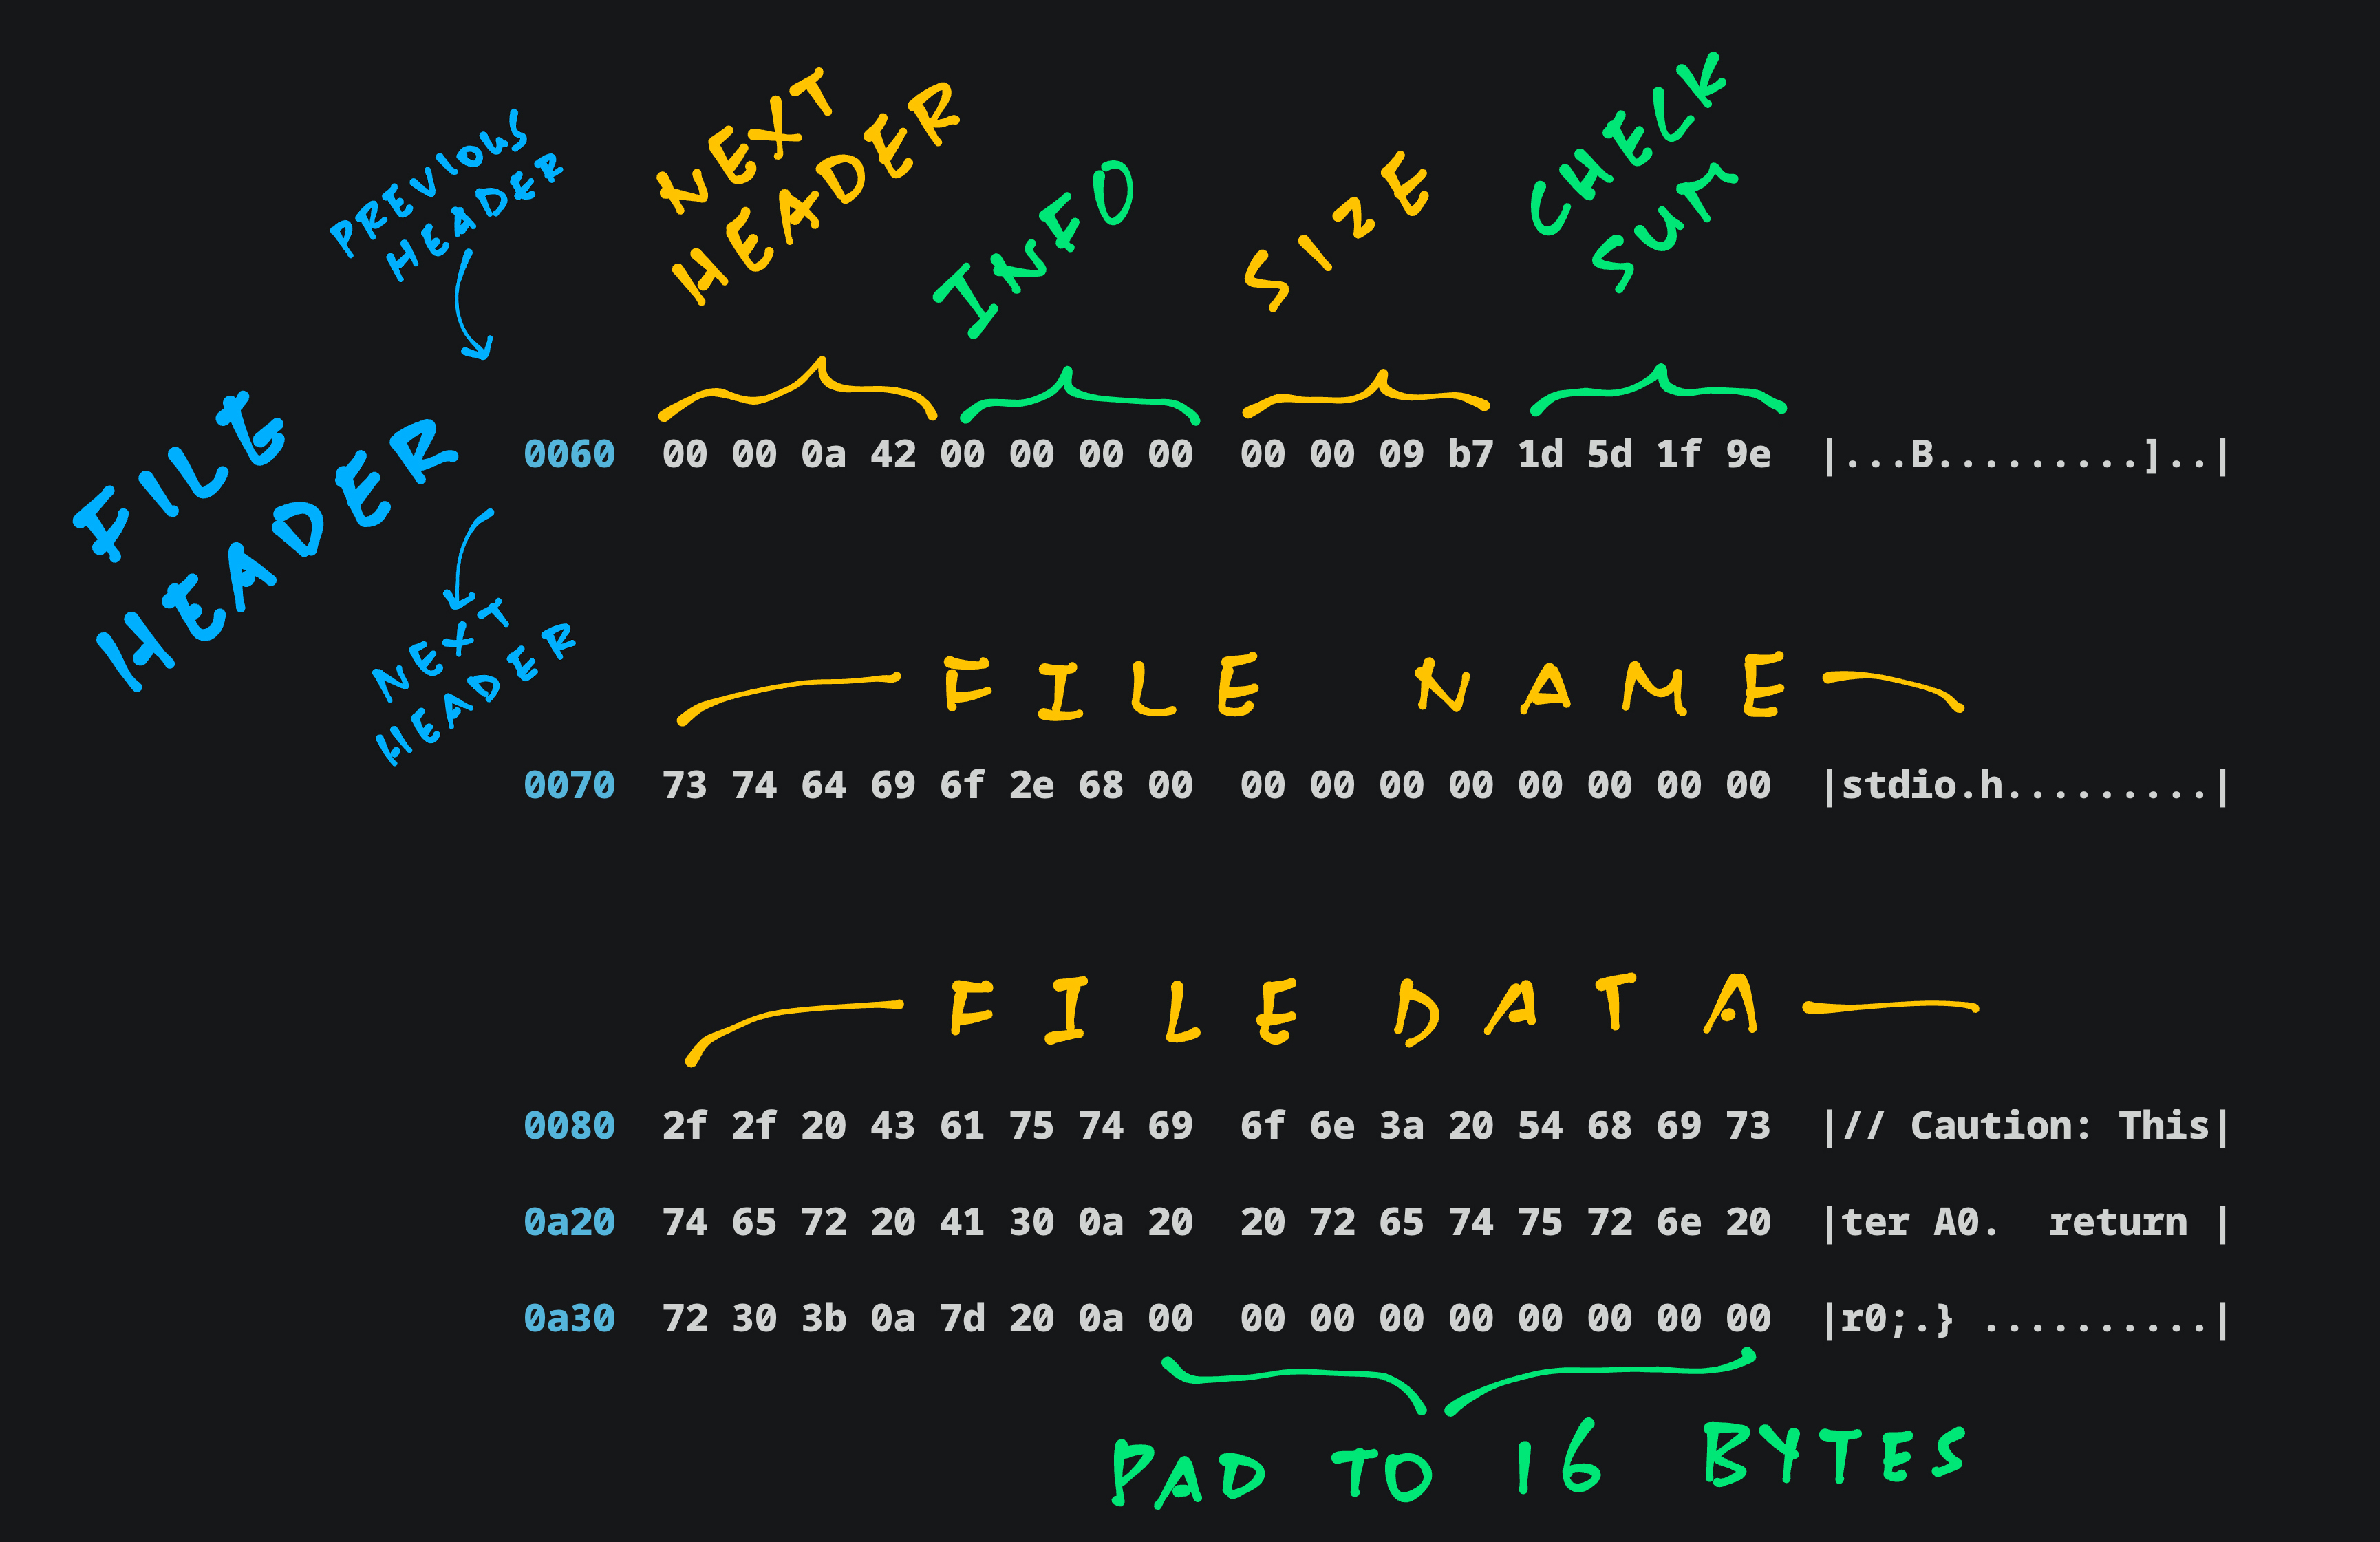 PREVIOUS
HEADER
NEXT
HEADER
INFO
SIZE
CHECK
SUM
FILE
HEADER
0060 00 00 0a 42 00 00 00 00 00 00 09 b7 1d 5d 1f 9e |...B.........]..|
NEXT
HEADER
FILE NAME
0070 73 74 64 69 6f 2e 68 00 00 00 00 00 00 00 00 00 |stdio.h.........|
FILE DATA
0080 2f 2f 20 43 61 75 74 69 6f 6e 3a 20 54 68 69 73 |// Caution: This|
0a20 74 65 72 20 41 30 0a 20 20 72 65 74 75 72 6e 20 |ter A0.  return |
0a30 72 30 3b 0a 7d 20 0a 00 00 00 00 00 00 00 00 00 |r0;.} ..........|
PAD TO 16 BYTES